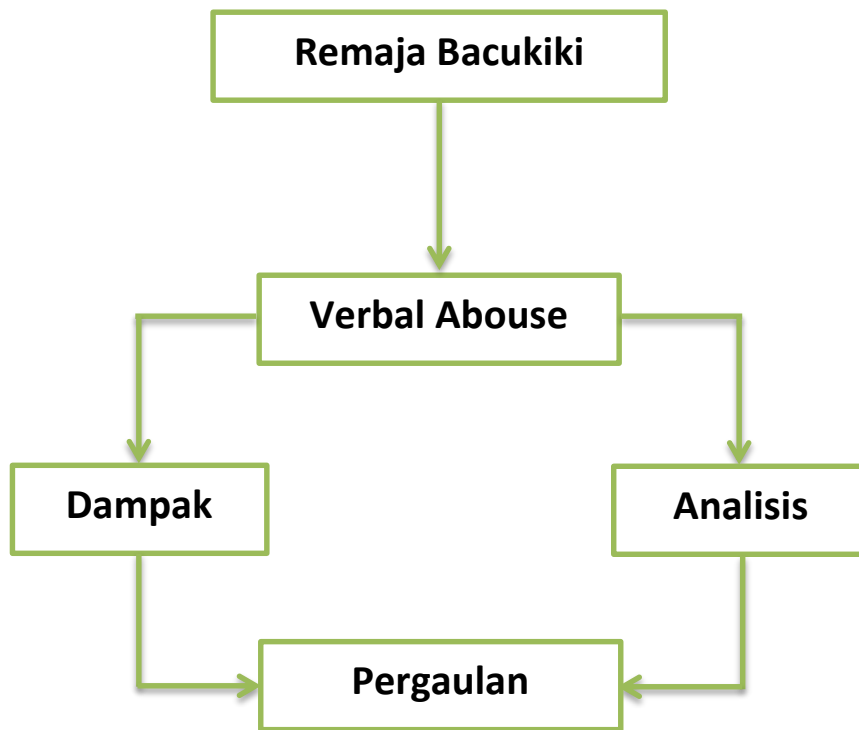 Remaja Bacukiki
Verbal Abouse
Dampak
Analisis
Pergaulan